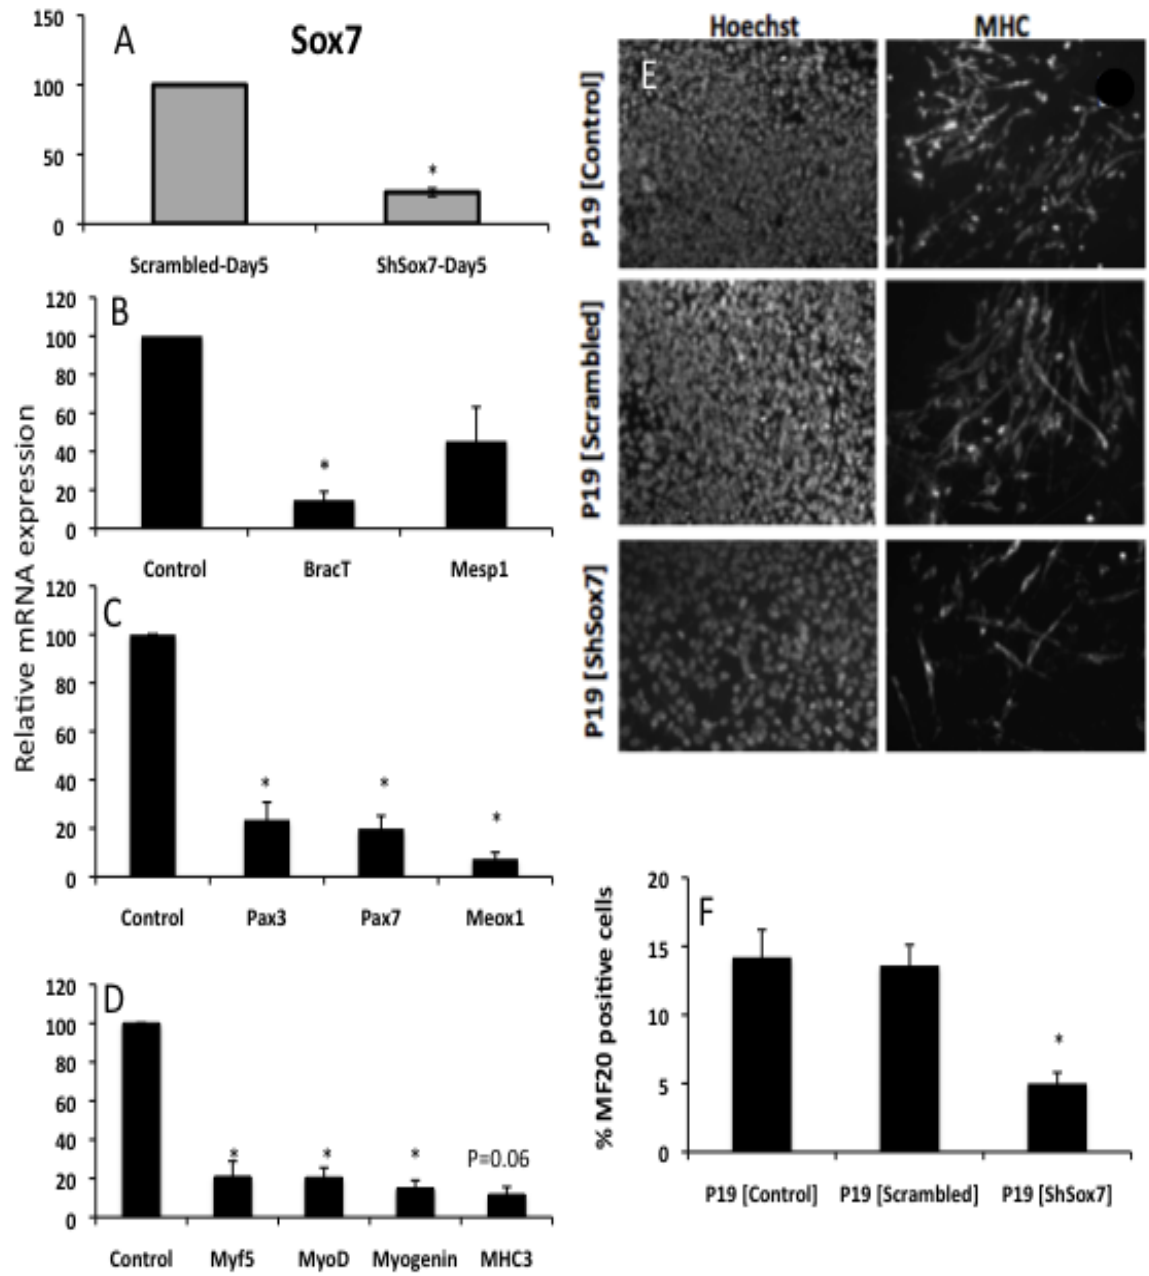 A
Sox7
150
100
50
0
*
Scrambled-Day5
ShSox7-Day5
Relative mRNA expression
B
120
100
80
60
40
20
0
*
Control
BracT
Mesp1
C
120
100
80
60
40
20
0
*
*
*
Control
Pax3
Pax7
Meox1
D
120
100
80
60
40
20
0
*
*
*
P=0.06
Control
Myf5
MyoD
Myogenin
MHC3
Hoechst
MHC
E
P19 [Control]
P19 [Scrambled]
P19 [ShSox7]
F
% MF20 positive cells
20
15
10
5
0
*
P19 [Control]
P19 [Scrambled]
P19 [ShSox7]